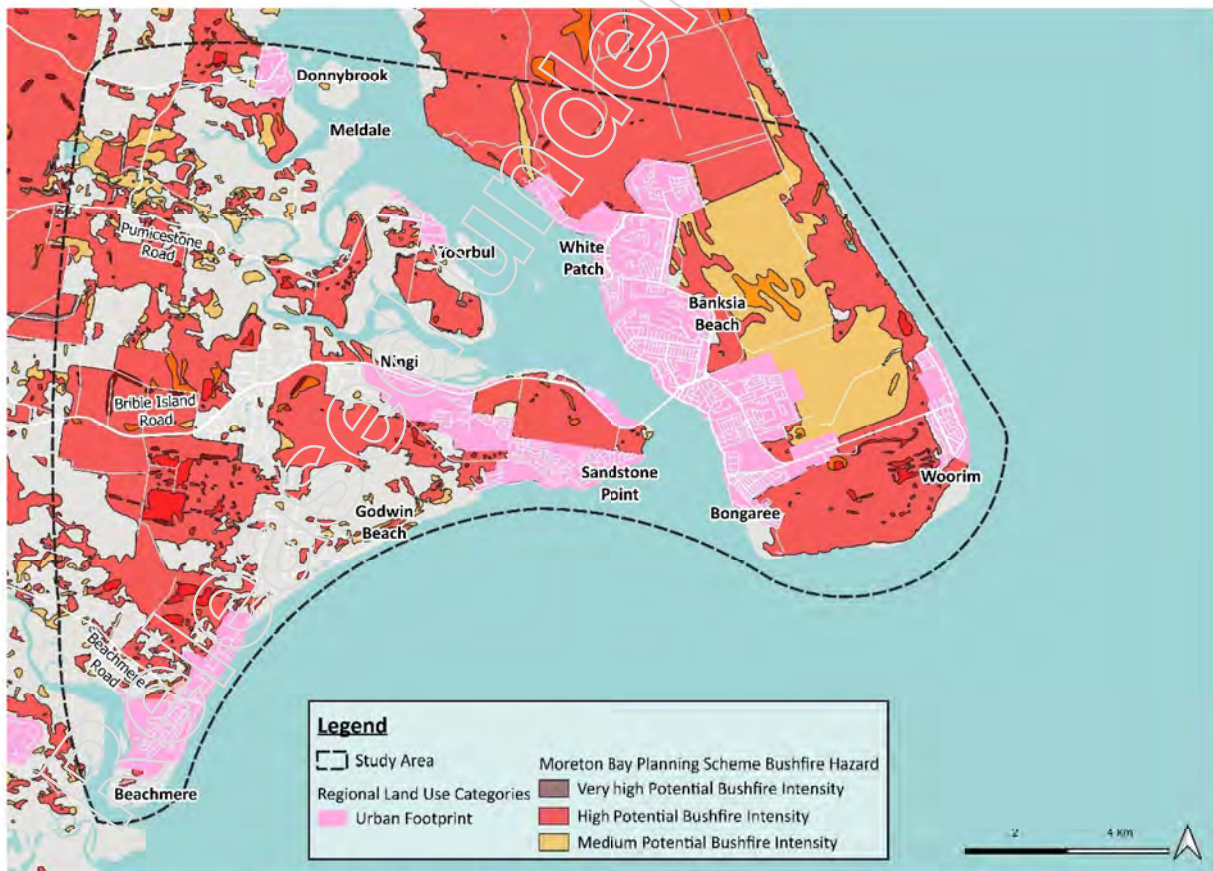 Donnybrook
Meldale
Pumicestone
Road
Toorbul
White
Patch
Banksia
Beach
Ningi
Bribie Island
Road
Sandstone
Point
Godwin
Beach
Bongaree
Woorim
Beachmere
Road
Beachmere
Legend
Study Area
Regional Land Use Categories
Urban Footprint
Moreton Bay Planning Scheme Bushfire Hazard
Very high Potential Bushfire Intensity
High Potential Bushfire Intensity
Medium Potential Bushfire Intensity
2 4 km